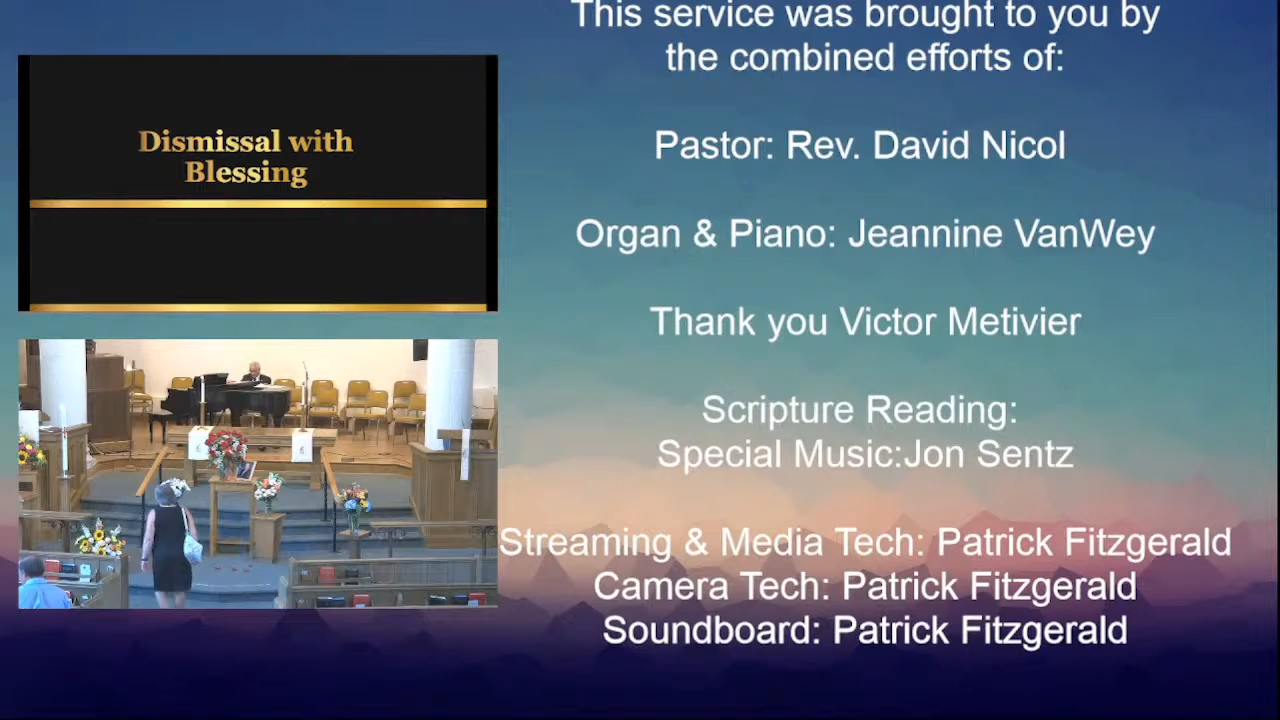 Dismissal with
Blessing
This service was brought to you by
the combined efforts of:
Pastor: Rev. David Nicol
Organ & Piano: Jeannine VanWey
Thank you Victor Metivier
Scripture Reading:
Special Music:Jon Sentz
Streaming & Media Tech: Patrick Fitzgerald
Camera Tech: Patrick Fitzgerald
Soundboard: Patrick Fitzgerald